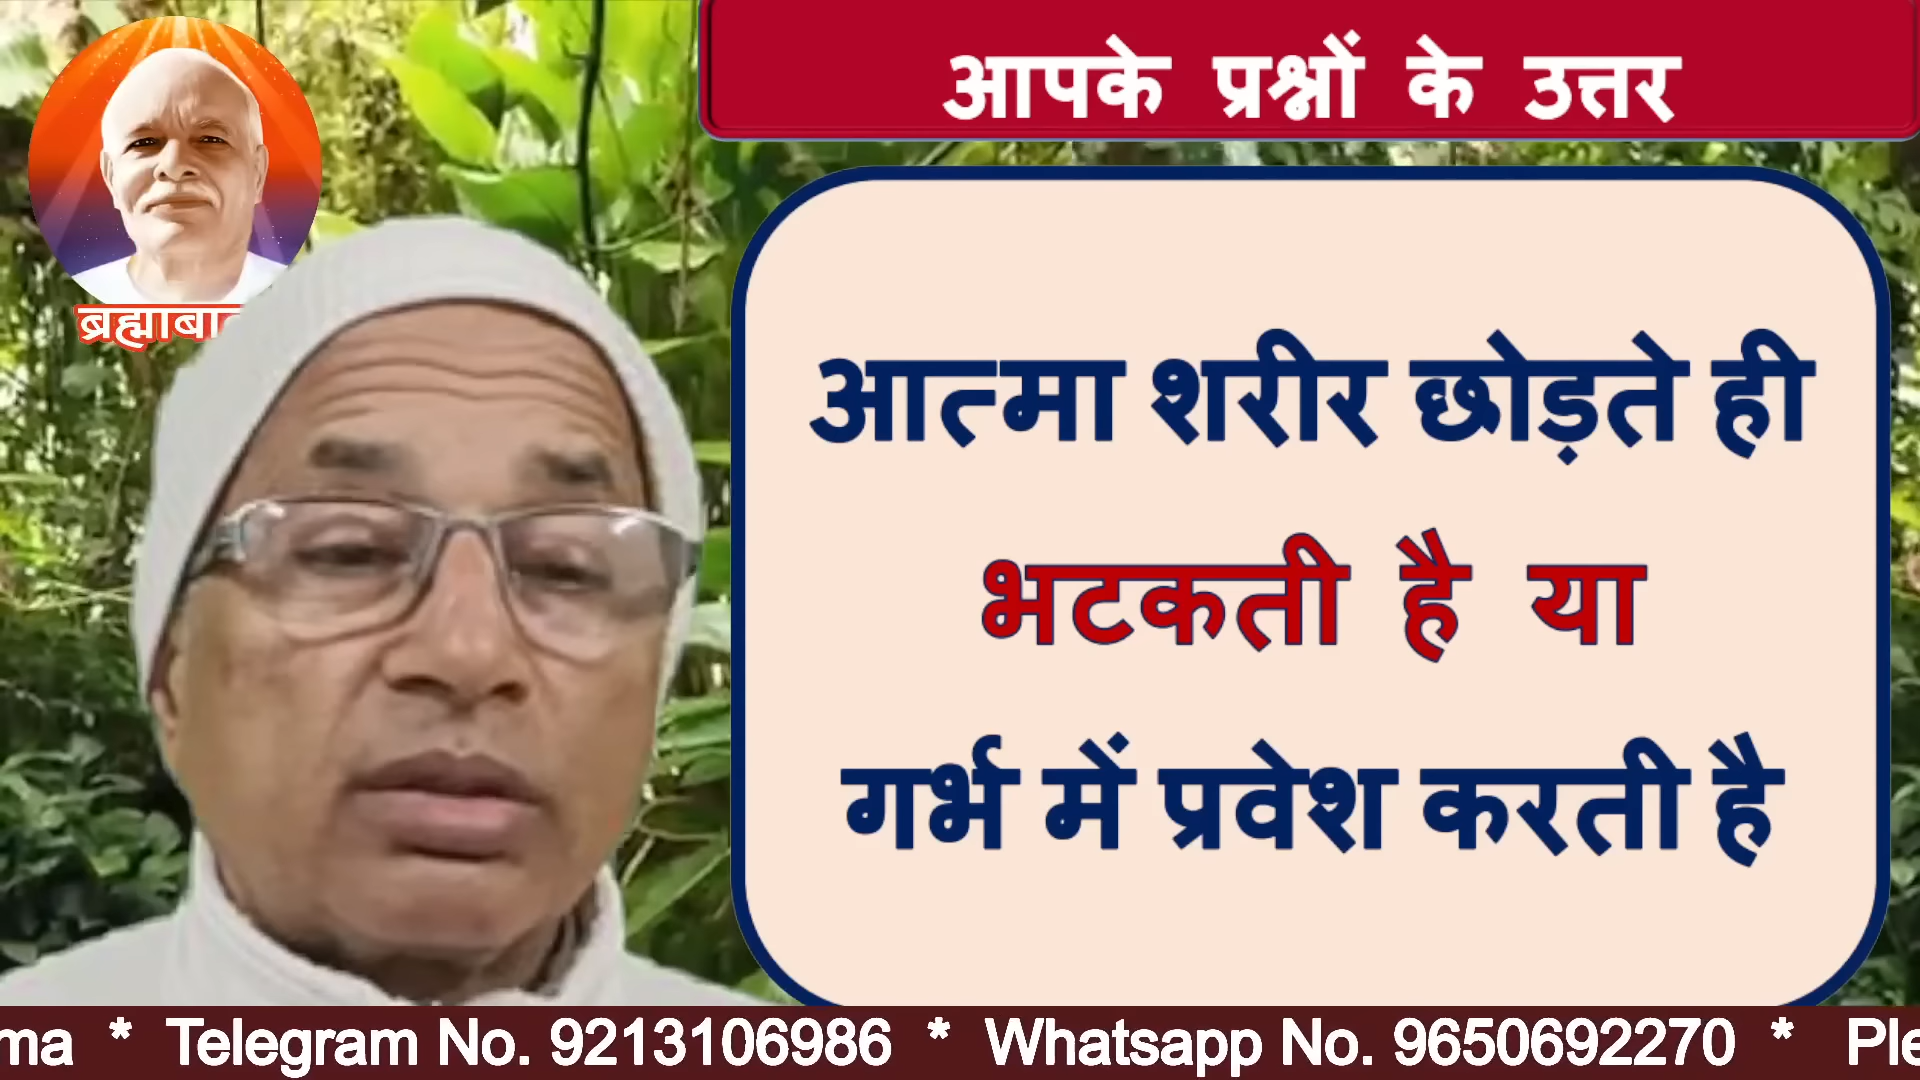 आपके प्रश्नों के उत्तर
ब्रह्माबा
आत्मा शरीर छोड़ते ही
भटकती है या
गर्भ में प्रवेश करती है
ma * Telegram No. 9213106986 * Whatsapp No. 9650692270 * Ple